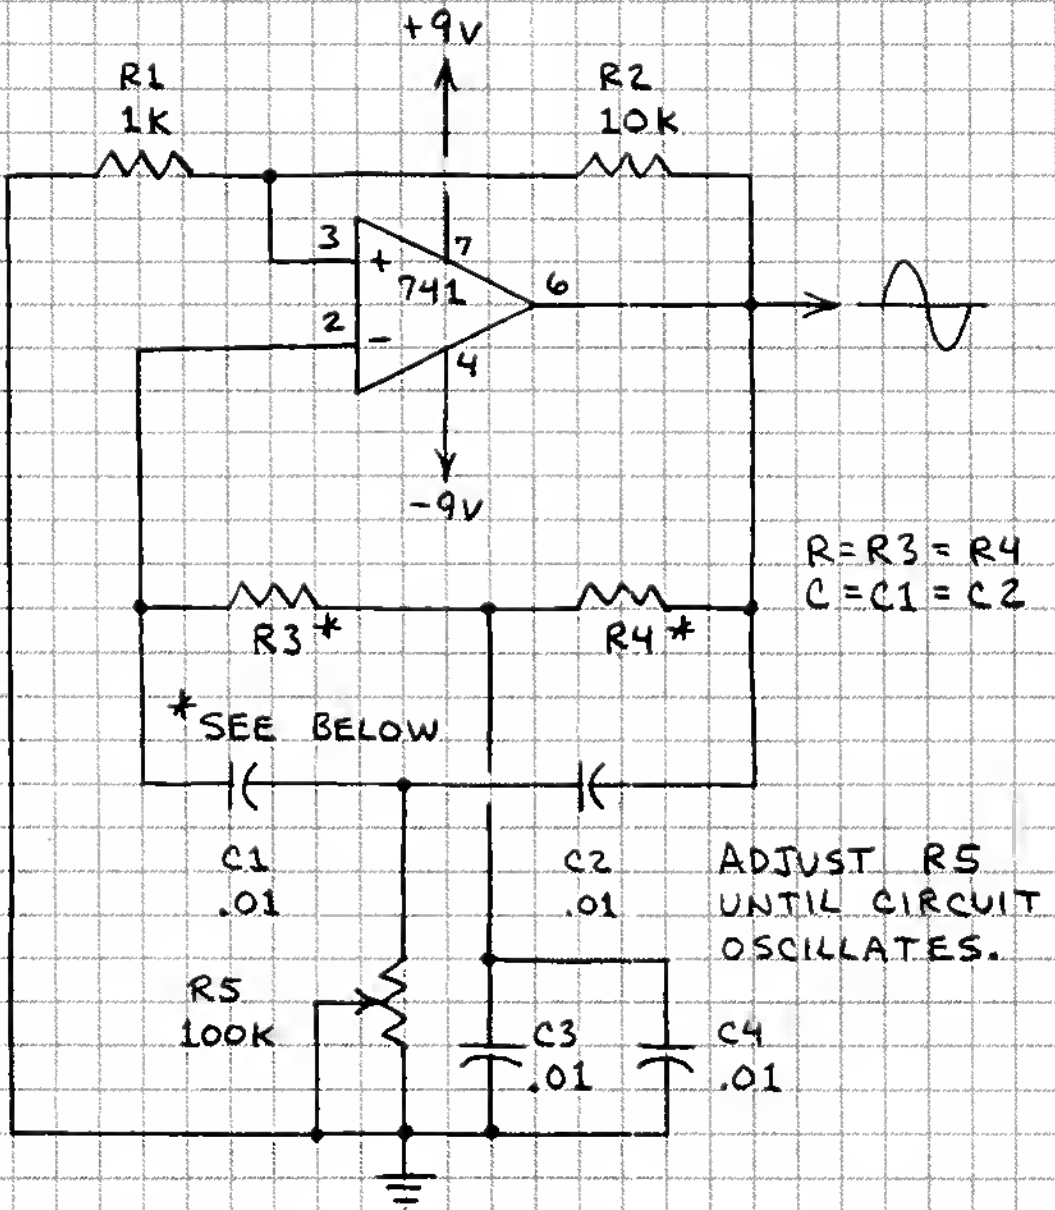 +9V
R1
1K
R2
10K
3
+
7
741
6
2
-
4
-9V
R = R3 = R4
C = C1 = C2
R3*
R4*
*SEE BELOW
C1
.01
C2
.01
ADJUST R5
UNTIL CIRCUIT
OSCILLATES.
R5
100K
C3
.01
C4
.01